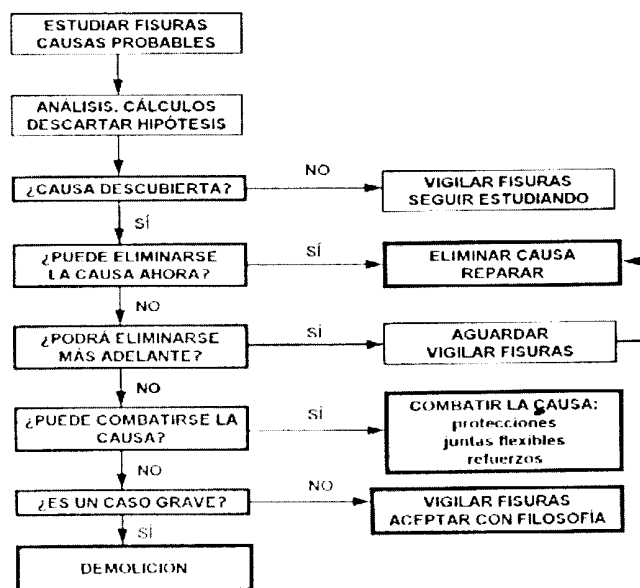 ESTUDIAR FISURAS
CAUSAS PROBABLES
ANÁLISIS, CÁLCULOS
DESCARTAR HIPÓTESIS
¿CAUSA DESCUBIERTA?
NO
VIGILAR FISURAS
SEGUIR ESTUDIANDO
SÍ
¿PUEDE ELIMINARSE
LA CAUSA AHORA?
SÍ
ELIMINAR CAUSA
REPARAR
NO
¿PODRÁ ELIMINARSE
MÁS ADELANTE?
SÍ
AGUARDAR
VIGILAR FISURAS
NO
¿PUEDE COMBATIRSE LA
CAUSA?
SÍ
COMBATIR LA CAUSA:
protecciones
juntas flexibles
refuerzos
NO
¿ES UN CASO GRAVE?
NO
VIGILAR FISURAS
ACEPTAR CON FILOSOFÍA
SÍ
DEMOLICIÓN